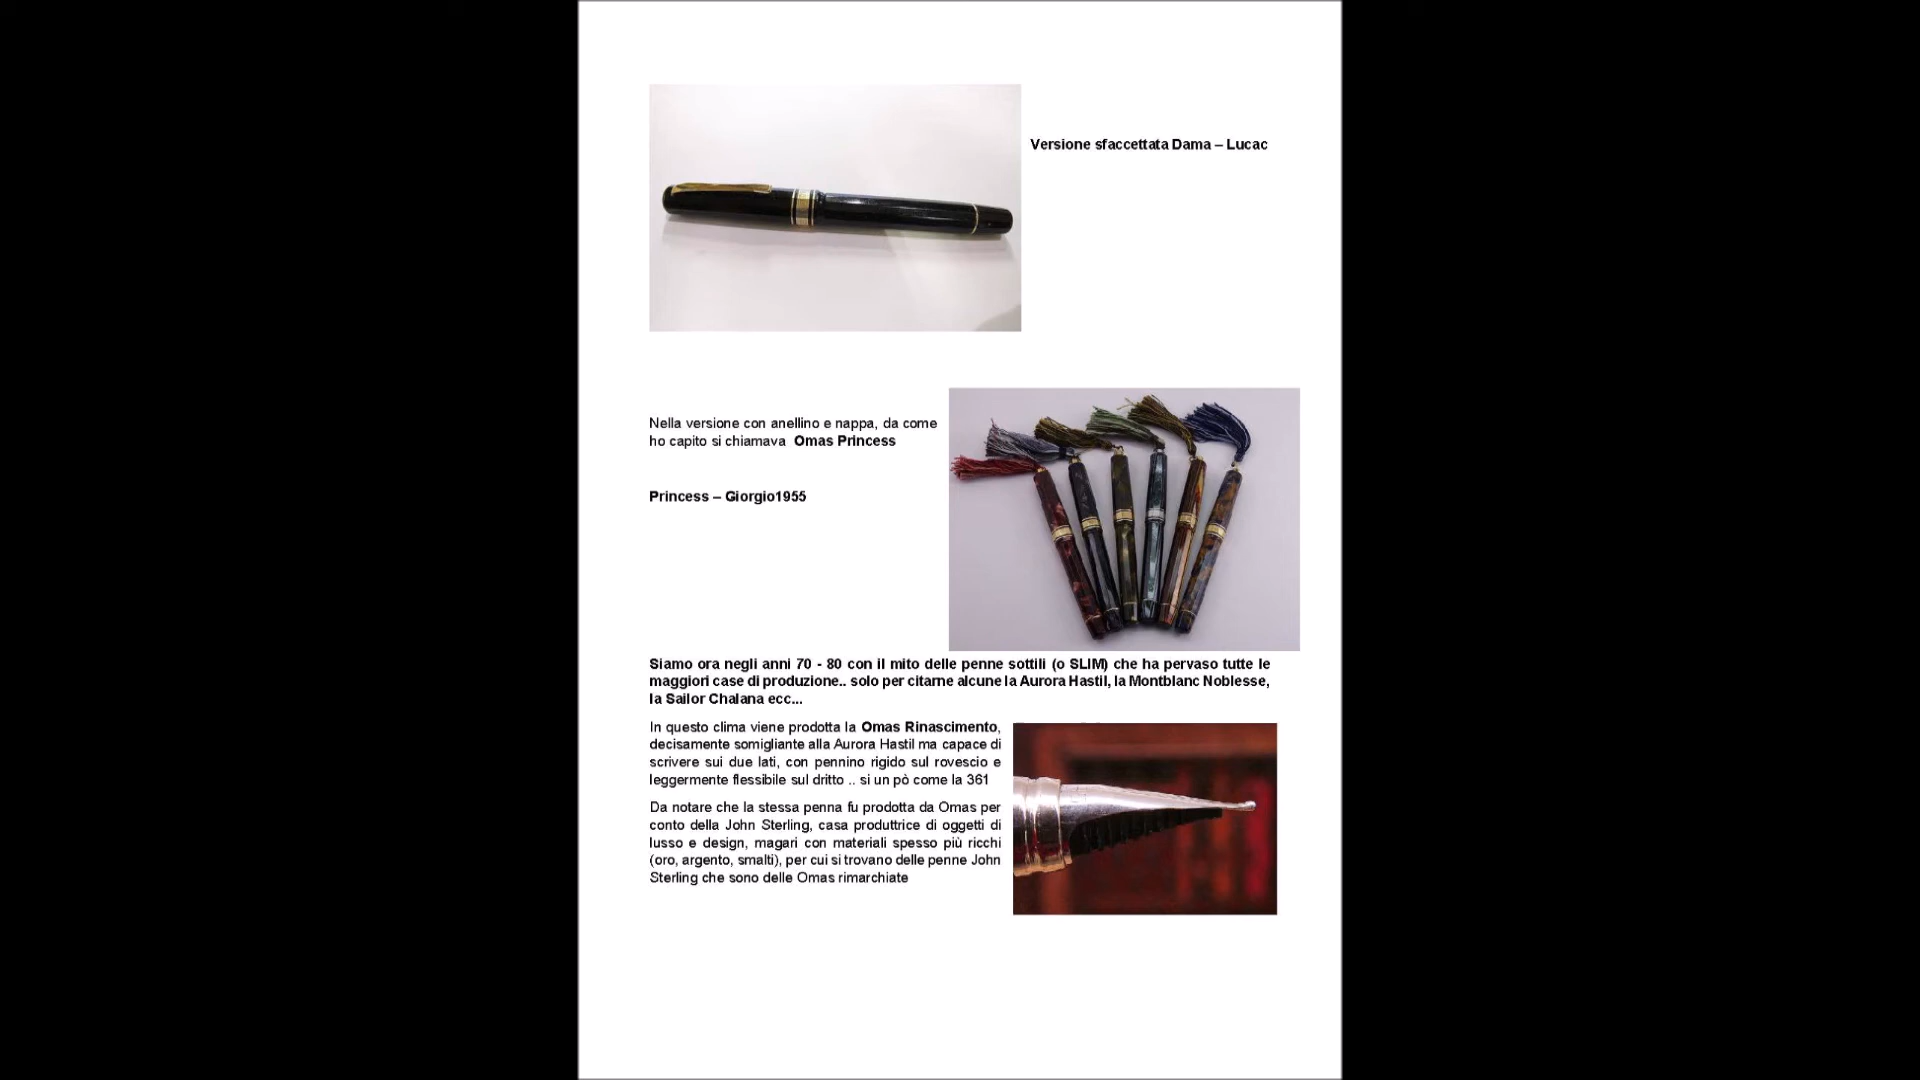 Versione sfaccettata Dama – Lucac
Nella versione con anellino e nappa, da come
ho capito si chiamava Omas Princess
Princess – Giorgio1955
Siamo ora negli anni 70 - 80 con il mito delle penne sottili (o SLIM) che ha pervaso tutte le
maggiori case di produzione.. solo per citarne alcune la Aurora Hastil, la Montblanc Noblesse,
la Sailor Chalana ecc...
In questo clima viene prodotta la Omas Rinascimento,
decisamente somigliante alla Aurora Hastil ma capace di
scrivere sui due lati, con pennino rigido sul rovescio e
leggermente flessibile sul dritto .. si un pò come la 361
Da notare che la stessa penna fu prodotta da Omas per
conto della John Sterling, casa produttrice di oggetti di
lusso e design, magari con materiali spesso più ricchi
(oro, argento, smalti), per cui si trovano delle penne John
Sterling che sono delle Omas rimarchiate